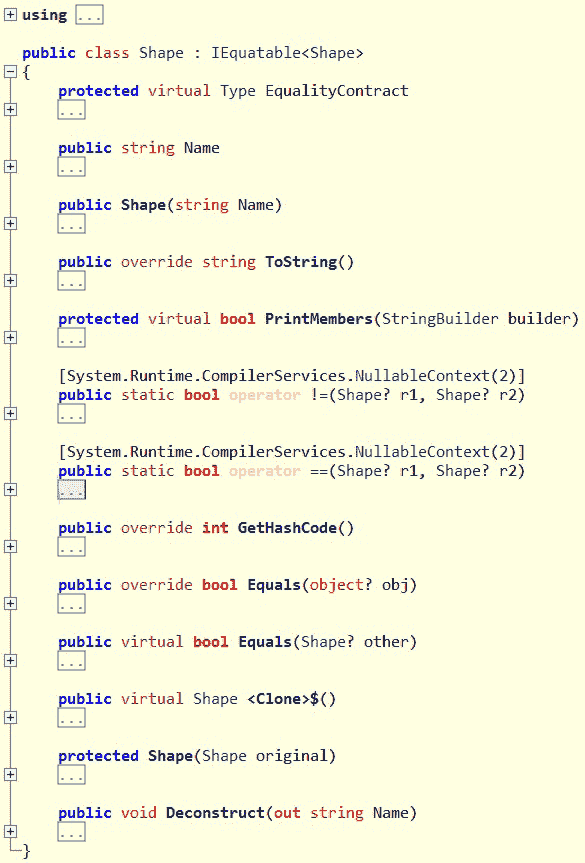 using ...
public class Shape : IEquatable<Shape>
{
protected virtual Type EqualityContract
...
public string Name
...
public Shape(string Name)
...
public override string ToString()
...
protected virtual bool PrintMembers(StringBuilder builder)
...
[System.Runtime.CompilerServices.NullableContext(2)]
public static bool operator !=(Shape? r1, Shape? r2)
...
[System.Runtime.CompilerServices.NullableContext(2)]
public static bool operator ==(Shape? r1, Shape? r2)
...
public override int GetHashCode()
...
public override bool Equals(object? obj)
...
public virtual bool Equals(Shape? other)
...
public virtual Shape <Clone>$()
...
protected Shape(Shape original)
...
public void Deconstruct(out string Name)
...
}